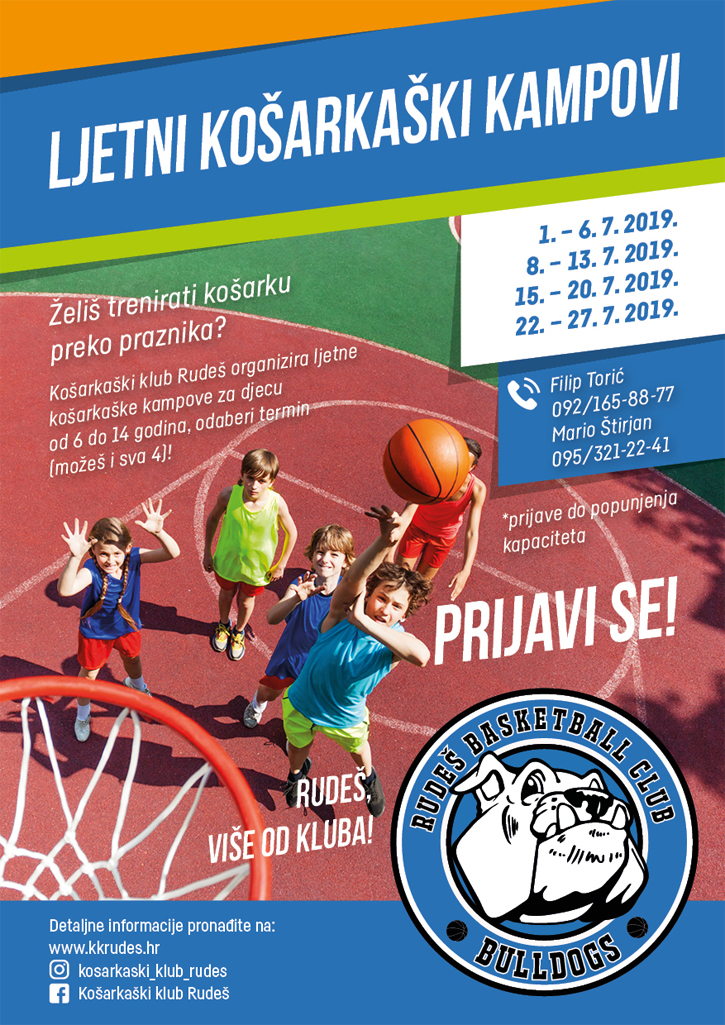 LJETNI KOŠARKAŠKI KAMPOVI
1. – 6. 7. 2019.
8. – 13. 7. 2019.
15. – 20. 7. 2019.
22. – 27. 7. 2019.
Želiš trenirati košarku
preko praznika?
Košarkaški klub Rudeš organizira ljetne
košarkaške kampove za djecu
od 6 do 14 godina, odaberi termin
(možeš i sva 4)!
Filip Torić
092/165-88-77
Mario Štirjan
095/321-22-41
*prijave do popunjenja
kapaciteta
PRIJAVI SE!
RUDEŠ,
VIŠE OD KLUBA!
RUDEŠ BASKETBALL CLUB
BULLDOGS
Detaljne informacije pronađite na:
www.kkrudes.hr
kosarkaski_klub_rudes
Košarkaški klub Rudeš